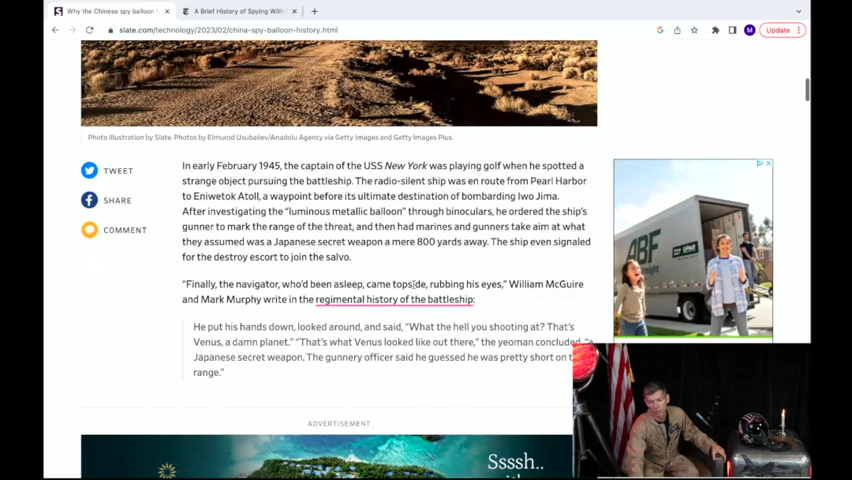 Why the Chinese spy balloon
A Brief History of Spying With
slate.com/technology/2023/02/china-spy-balloon-history.html
M
Update
Photo illustration by Slate. Photos by Elmurod Usubaliev/Anadolu Agency via Getty Images and Getty Images Plus.
TWEET
SHARE
COMMENT
In early February 1945, the captain of the USS New York was playing golf when he spotted a
strange object pursuing the battleship. The radio-silent ship was en route from Pearl Harbor
to Eniwetok Atoll, a waypoint before its ultimate destination of bombarding Iwo Jima.
After investigating the “luminous metallic balloon” through binoculars, he ordered the ship’s
gunner to mark the range of the threat, and then had marines and gunners take aim at what
they assumed was a Japanese secret weapon a mere 800 yards away. The ship even signaled
for the destroy escort to join the salvo.
“Finally, the navigator, who’d been asleep, came topside, rubbing his eyes,” William McGuire
and Mark Murphy write in the regimental history of the battleship:
He put his hands down, looked around, and said, “What the hell you shooting at? That’s
Venus, a damn planet.” “That’s what Venus looked like out there,” the yeoman concluded, “a
Japanese secret weapon. The gunnery officer said he guessed he was pretty short on
range.”
ABF
ADVERTISEMENT
Ssssh..